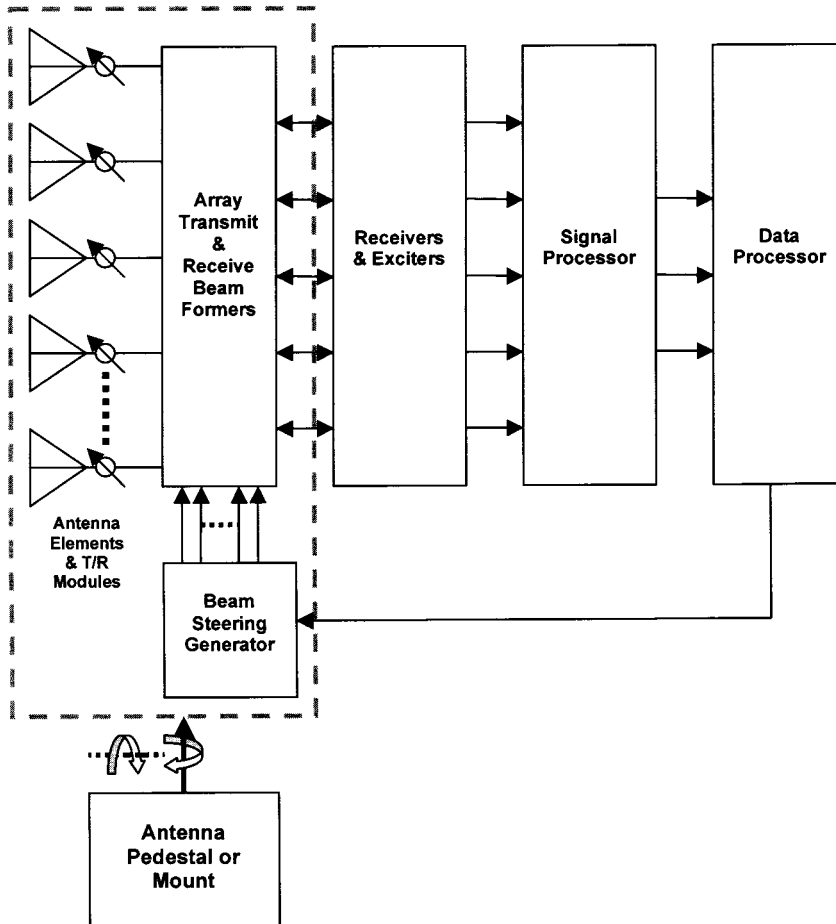 Array
Transmit
&
Receive
Beam
Formers
Receivers
& Exciters
Signal
Processor
Data
Processor
Antenna
Elements
& T/R
Modules
Beam
Steering
Generator
Antenna
Pedestal or
Mount